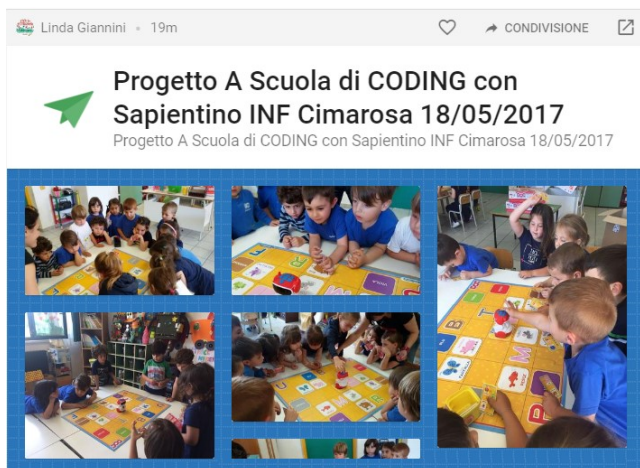 Linda Giannini • 19m
CONDIVISIONE
Progetto A Scuola di CODING con
Sapientino INF Cimarosa 18/05/2017
Progetto A Scuola di CODING con Sapientino INF Cimarosa 18/05/2017